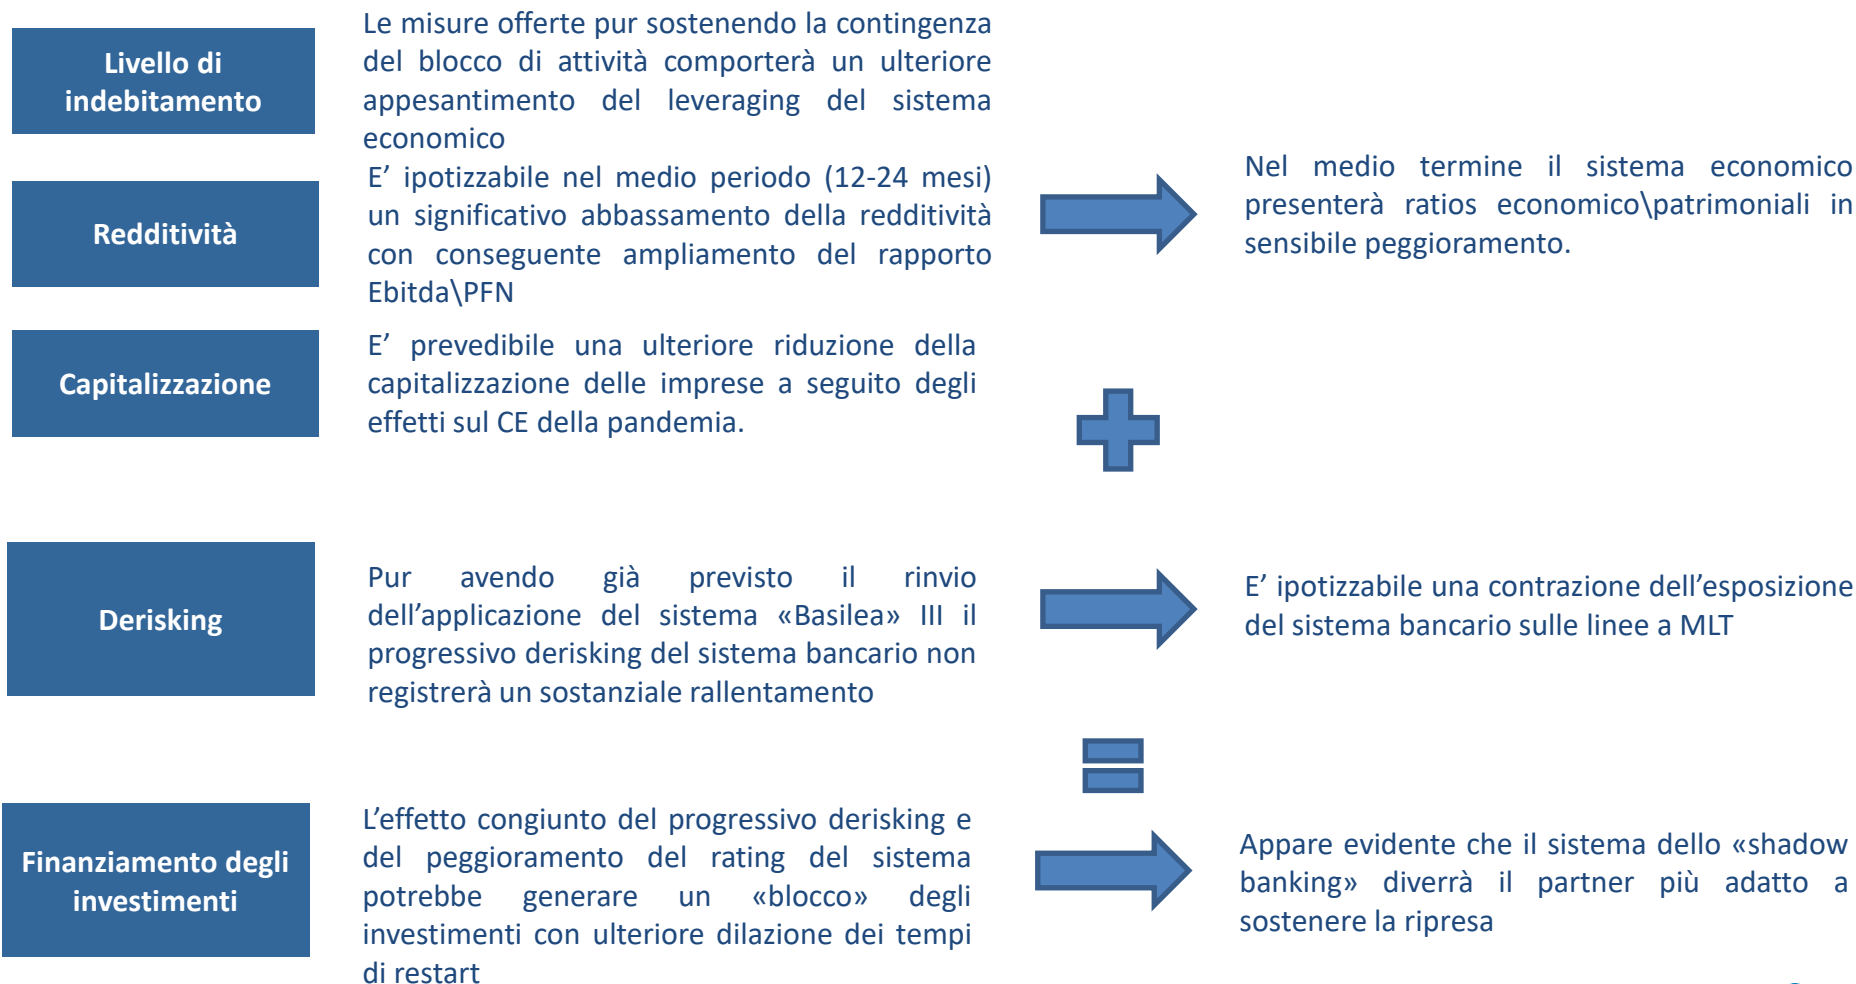 Livello di
indebitamento
Le misure offerte pur sostenendo la contingenza
del blocco di attività comporterà un ulteriore
appesantimento del leveraging del sistema
economico
Redditività
E’ ipotizzabile nel medio periodo (12-24 mesi)
un significativo abbassamento della redditività
con conseguente ampliamento del rapporto
Ebitda\PFN
Nel medio termine il sistema economico
presenterà ratios economico\patrimoniali in
sensibile peggioramento.
Capitalizzazione
E’ prevedibile una ulteriore riduzione della
capitalizzazione delle imprese a seguito degli
effetti sul CE della pandemia.
Derisking
Pur avendo già previsto il rinvio
dell’applicazione del sistema «Basilea» III il
progressivo derisking del sistema bancario non
registrerà un sostanziale rallentamento
E’ ipotizzabile una contrazione dell’esposizione
del sistema bancario sulle linee a MLT
Finanziamento degli
investimenti
L’effetto congiunto del progressivo derisking e
del peggioramento del rating del sistema
potrebbe generare un «blocco» degli
investimenti con ulteriore dilazione dei tempi
di restart
Appare evidente che il sistema dello «shadow
banking» diverrà il partner più adatto a
sostenere la ripresa